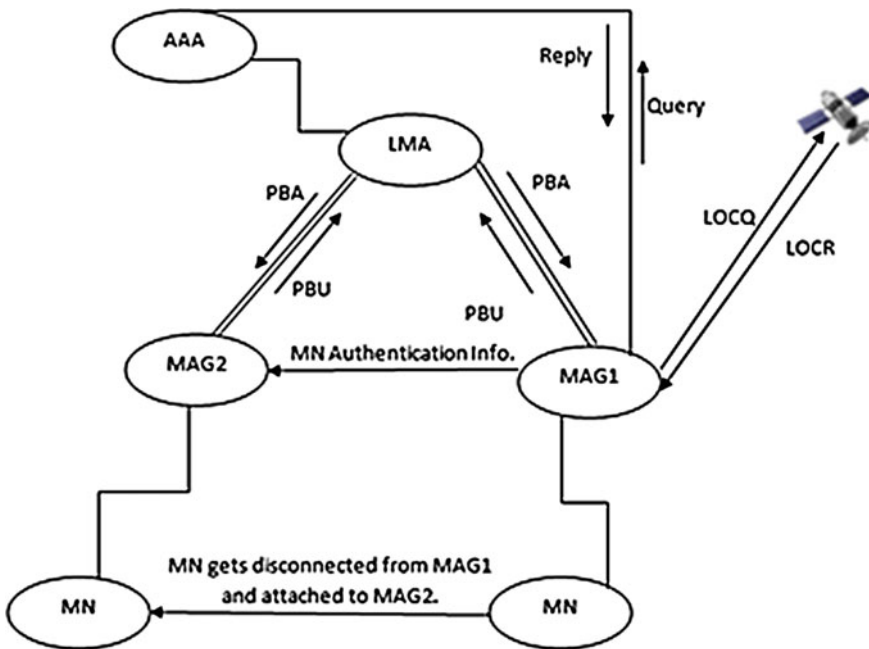 AAA
Reply
Query
LMA
PBA
PBA
LOCQ
LOCR
PBU
PBU
MAG2
MN Authentication Info.
MAG1
MN gets disconnected from MAG1
and attached to MAG2.
MN
MN